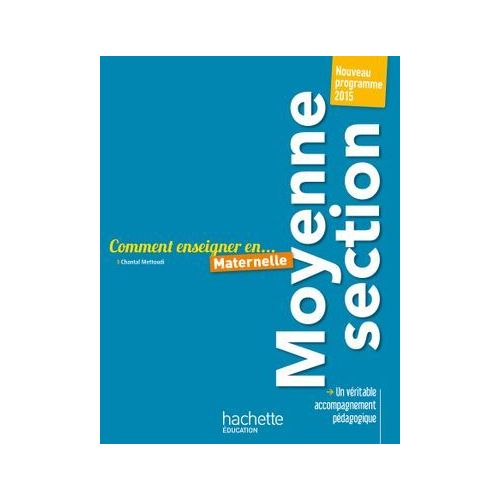 Nouveau
programme
2015
Moyenne
section
Comment enseigner en...
Maternelle
Chantal Mettoudi
➔ Un véritable
accompagnement
pédagogique
hachette
ÉDUCATION